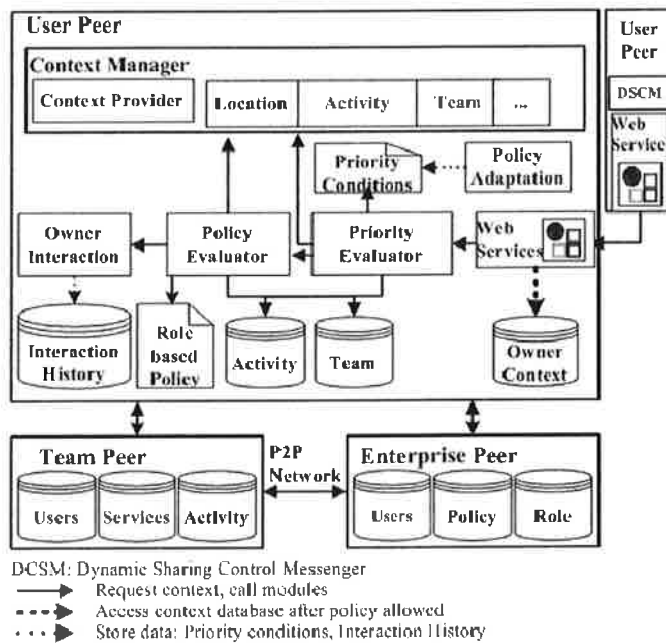 User Peer
Context Manager
Context Provider
Location
Activity
Team
...
User
Peer
DSCM
Web
Service
Priority
Conditions
Policy
Adaptation
Owner
Interaction
Policy
Evaluator
Priority
Evaluator
Web
Services
Interaction
History
Role
based
Policy
Activity
Team
Owner
Context
Team Peer
Users
Services
Activity
P2P
Network
Enterprise Peer
Users
Policy
Role
DCSM: Dynamic Sharing Control Messenger
Request context, call modules
Access context database after policy allowed
Store data: Priority conditions, Interaction History